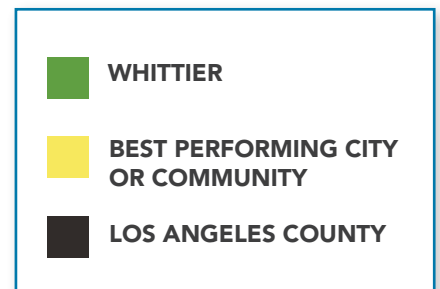 WHITTIER
BEST PERFORMING CITY
OR COMMUNITY
LOS ANGELES COUNTY